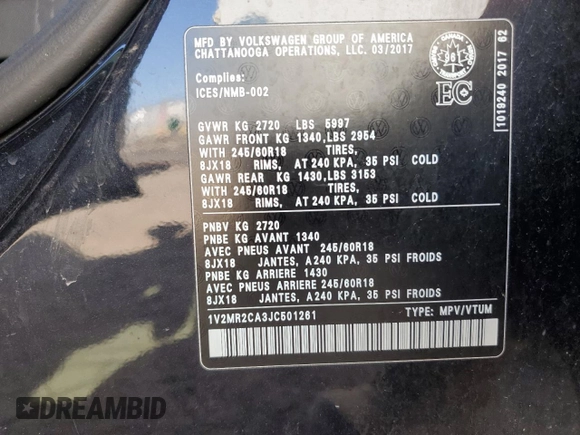 MFD BY VOLKSWAGEN GROUP OF AMERICA
CHATTANOOGA OPERATIONS, LLC. 03/2017
Complies:
ICES/NMB-002
CANADA
TRANSPORT
EC
1019240 2017 62
GVWR KG 2720 LBS 5997
GAWR FRONT KG 1340,LBS 2954
WITH 245/60R18 TIRES,
8JX18 RIMS, AT 240 KPA, 35 PSI COLD
GAWR REAR KG 1430,LBS 3153
WITH 245/60R18 TIRES,
8JX18 RIMS, AT 240 KPA, 35 PSI COLD
PNBV KG 2720
PNBE KG AVANT 1340
AVEC PNEUS AVANT 245/60R18
8JX18 JANTES, A 240 KPA, 35 PSI FROIDS
PNBE KG ARRIERE 1430
AVEC PNEUS ARRIERE 245/60R18
8JX18 JANTES, A 240 KPA, 35 PSI FROIDS
1V2MR2CA3JC501261 TYPE: MPV/VTUM
DREAMBID